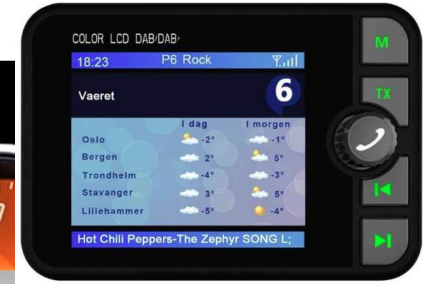 COLOR LCD DAB/DAB+
18:23 P6 Rock
Vaeret 6
I dag I morgen
Oslo -2° -1°
Bergen 2° 5°
Trondheim -4° -3°
Stavanger 3° 5°
Lillehammer -5° -4°
Hot Chili Peppers-The Zephyr SONG L;
M
TX